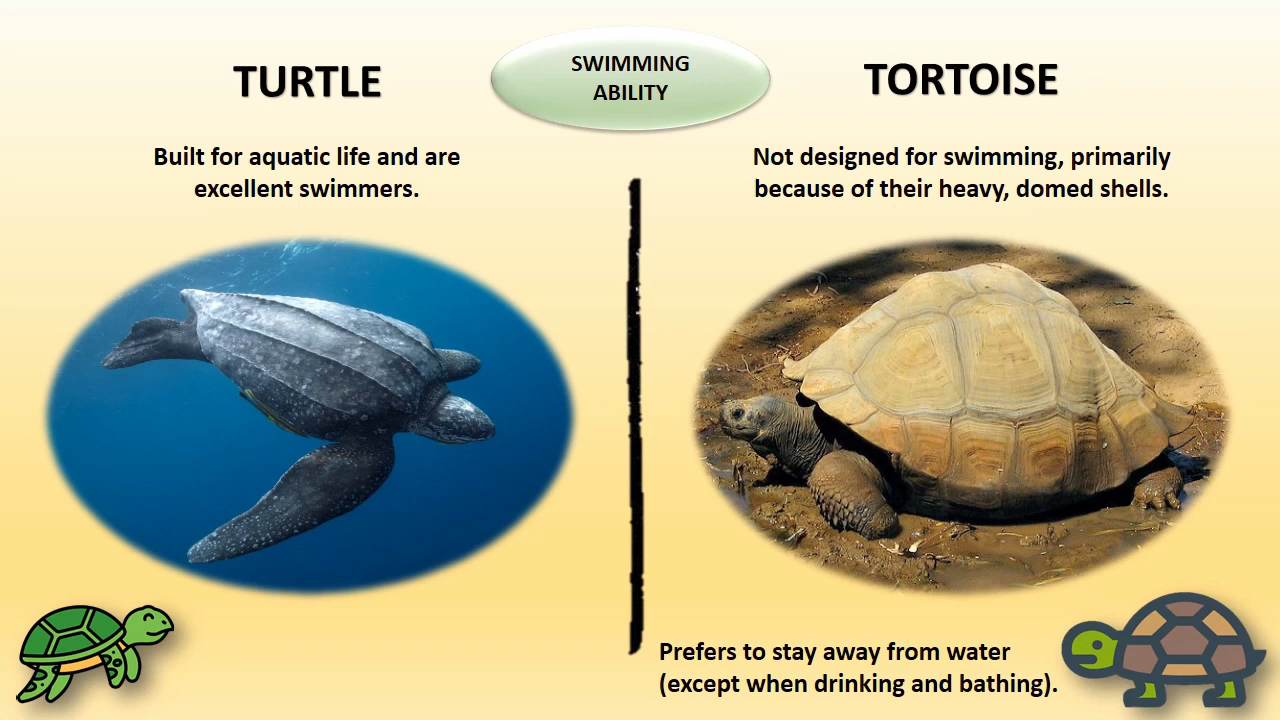 TURTLE
SWIMMING
ABILITY
TORTOISE
Built for aquatic life and are
excellent swimmers.
Not designed for swimming, primarily
because of their heavy, domed shells.
Prefers to stay away from water
(except when drinking and bathing).